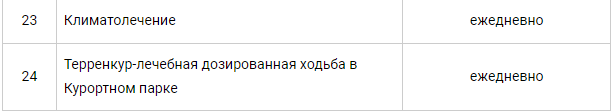 23 Климатолечение ежедневно
24 Терренкур-лечебная дозированная ходьба в Курортном парке ежедневно